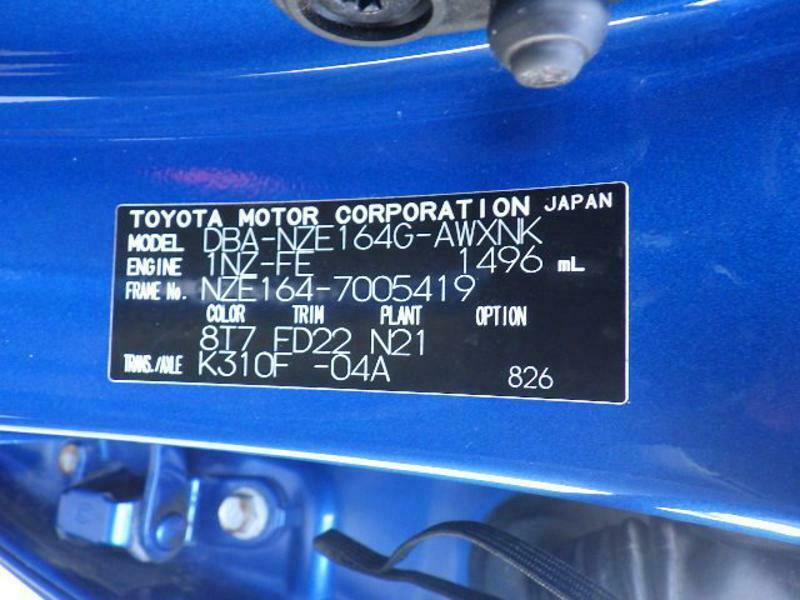 TOYOTA MOTOR CORPORATION JAPAN
MODEL DBA-NZE164G-AWXNK
ENGINE 1NZ-FE 1496 mL
FRAME No. NZE164-7005419
COLOR TRIM PLANT OPTION
8T7 FD22 N21
TRANS./AXLE K310F -04A
826